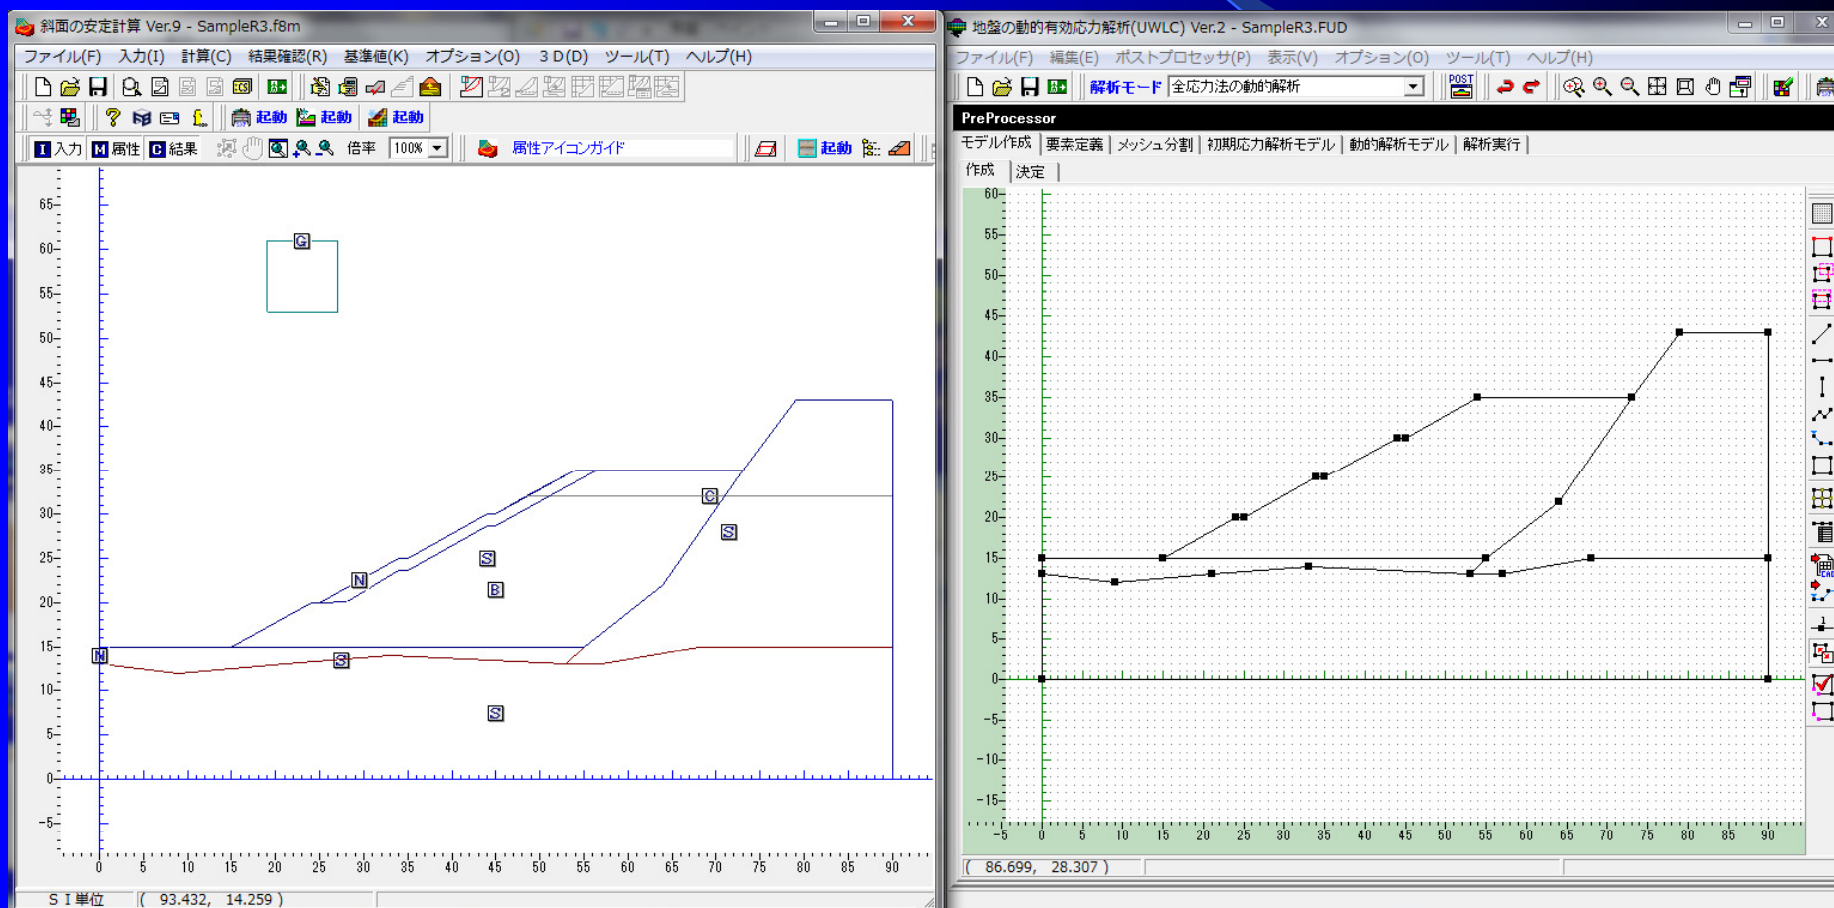 斜面の安定計算 Ver.9 - SampleR3.f8m
ファイル(F) 入力(I) 計算(C) 結果確認(R) 基準値(K) オプション(O) 3D(D) ツール(T) ヘルプ(H)
起動 起動 起動
I 入力 M 属性 C 結果 倍率 100% 属性アイコンガイド 起動
65
60
55
50
45
40
35
30
25
20
15
10
5
0
-5
G
C
S
S
N
B
N
S
S
0 5 10 15 20 25 30 35 40 45 50 55 60 65 70 75 80 85 90
SI単位 ( 93.432, 14.259 )
地盤の動的有効応力解析(UWLC) Ver.2 - SampleR3.FUD
ファイル(F) 編集(E) ポストプロセッサ(P) 表示(V) オプション(O) ツール(T) ヘルプ(H)
解析モード 全応力法の動的解析 POST
PreProcessor
モデル作成 要素定義 メッシュ分割 初期応力解析モデル 動的解析モデル 解析実行
作成 決定
60
55
50
45
40
35
30
25
20
15
10
5
0
-5
-10
-15
-5 0 5 10 15 20 25 30 35 40 45 50 55 60 65 70 75 80 85 90
( 86.699, 28.307 )